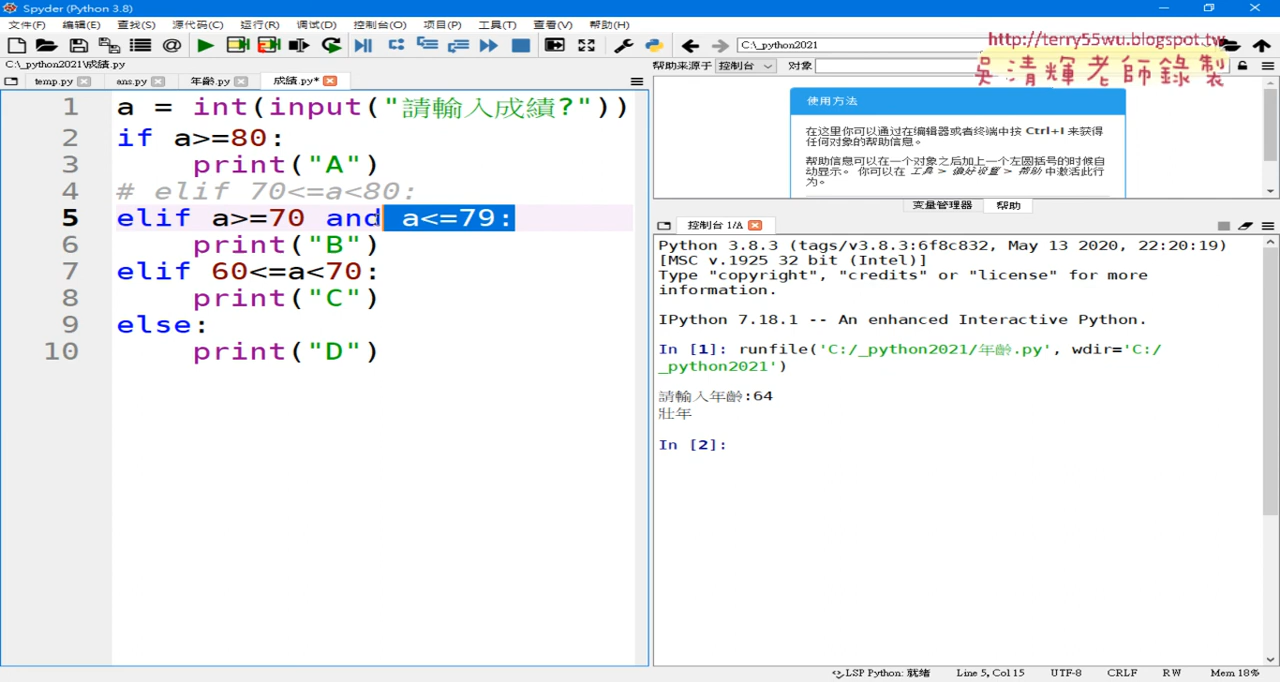 Spyder (Python 3.8)
文件(F) 编辑(E) 查找(S) 源代码(C) 运行(R) 调试(D) 控制台(O) 项目(P) 工具(T) 查看(V) 帮助(H)
C:\_python2021
http://terry55wu.blogspot.tw
吳清輝老師錄製
C:\_python2021\成績.py
temp.py ans.py 年齡.py 成績.py*
帮助来源于 控制台 对象
1 a = int(input("請輸入成績?"))
2 if a>=80:
3 print("A")
4 # elif 70<=a<80:
5 elif a>=70 and a<=79:
6 print("B")
7 elif 60<=a<70:
8 print("C")
9 else:
10 print("D")
使用方法
在这里你可以通过在编辑器或者终端中按 Ctrl+I 来获得
任何对象的帮助信息。
帮助信息可以在一个对象之后加上一个左圆括号的时候自
动显示。 你可以在 工具 > 偏好设置 > 帮助 中激活此行
为。
变量管理器 帮助
控制台 1/A
Python 3.8.3 (tags/v3.8.3:6f8c832, May 13 2020, 22:20:19)
[MSC v.1925 32 bit (Intel)]
Type "copyright", "credits" or "license" for more
information.
IPython 7.18.1 -- An enhanced Interactive Python.
In [1]: runfile('C:/_python2021/年齡.py', wdir='C:/
_python2021')
請輸入年齡:64
壯年
In [2]:
LSP Python: 就绪 Line 5, Col 15 UTF-8 CRLF RW Mem 18%